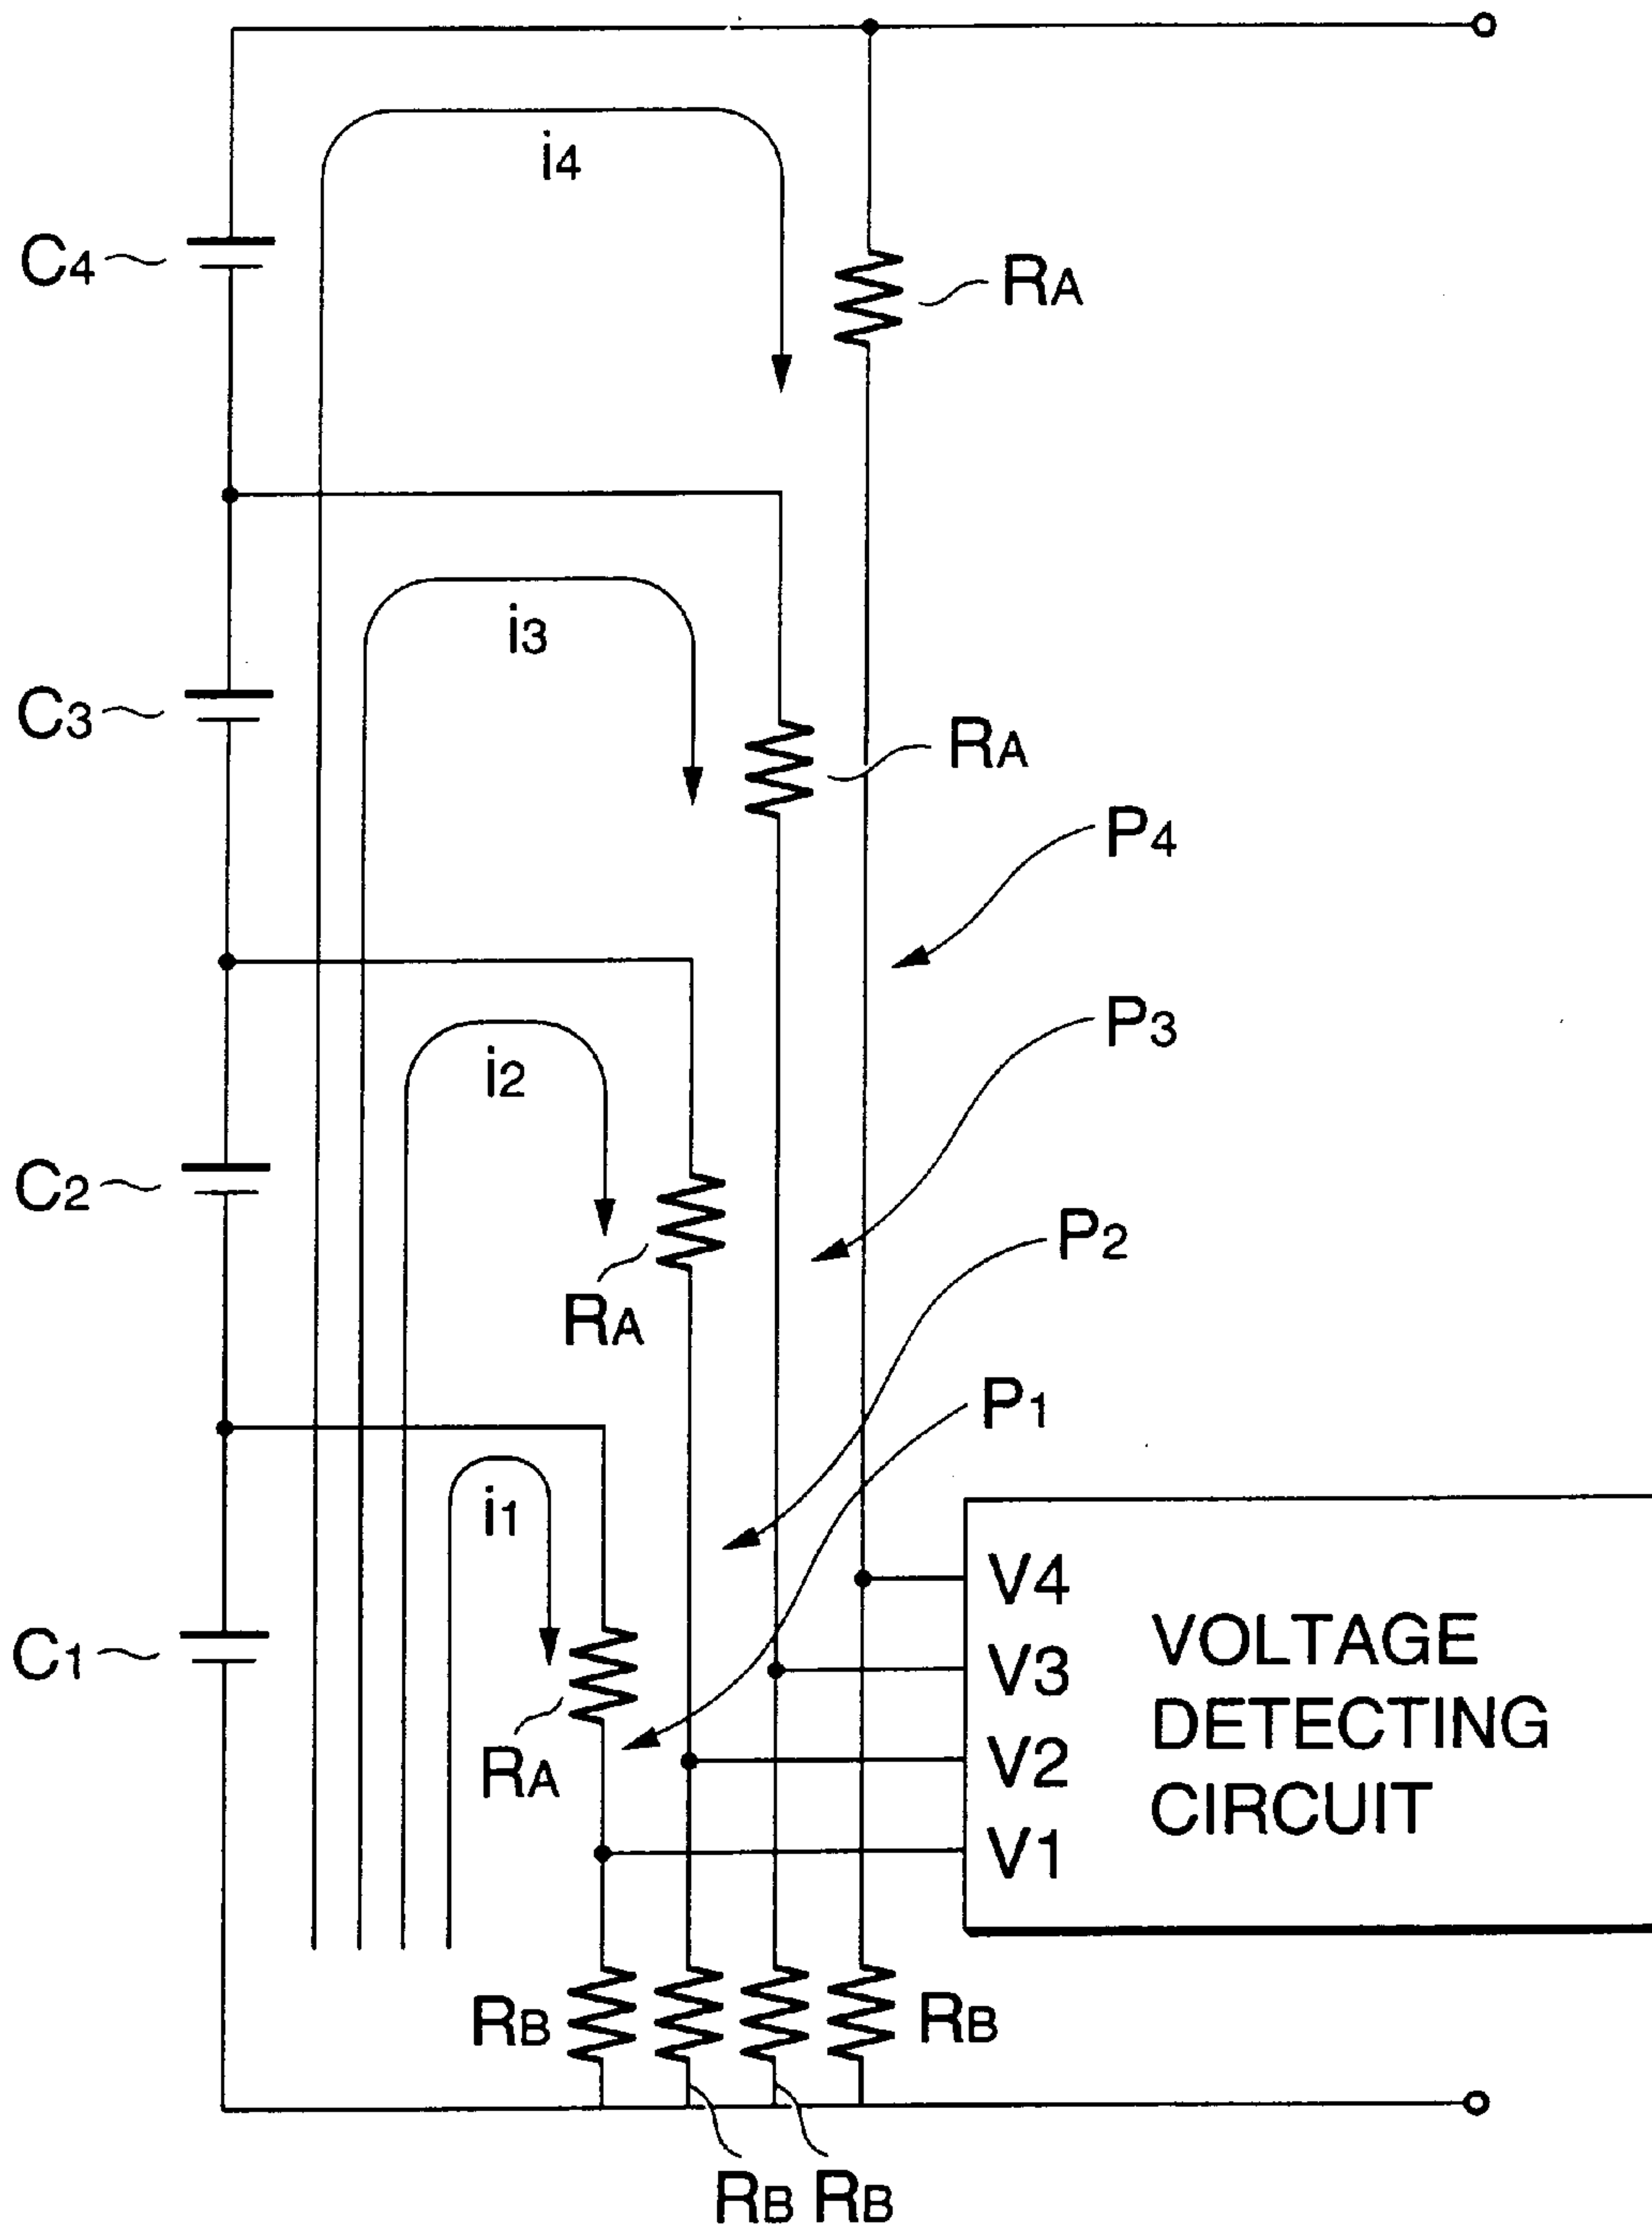 i4
C4
RA
i3
C3
RA
P4
P3
i2
C2
P2
RA
P1
i1
V4
VOLTAGE
C1
V3
DETECTING
RA
V2
CIRCUIT
V1
RB
RB
RB RB